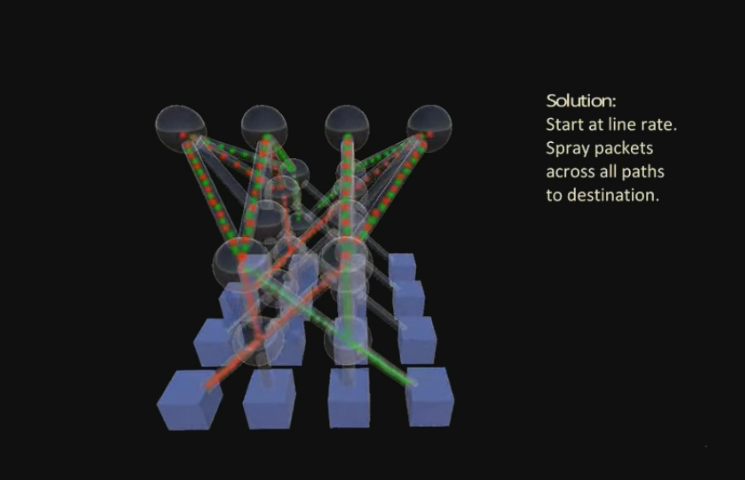 Solution:
Start at line rate.
Spray packets
across all paths
to destination.